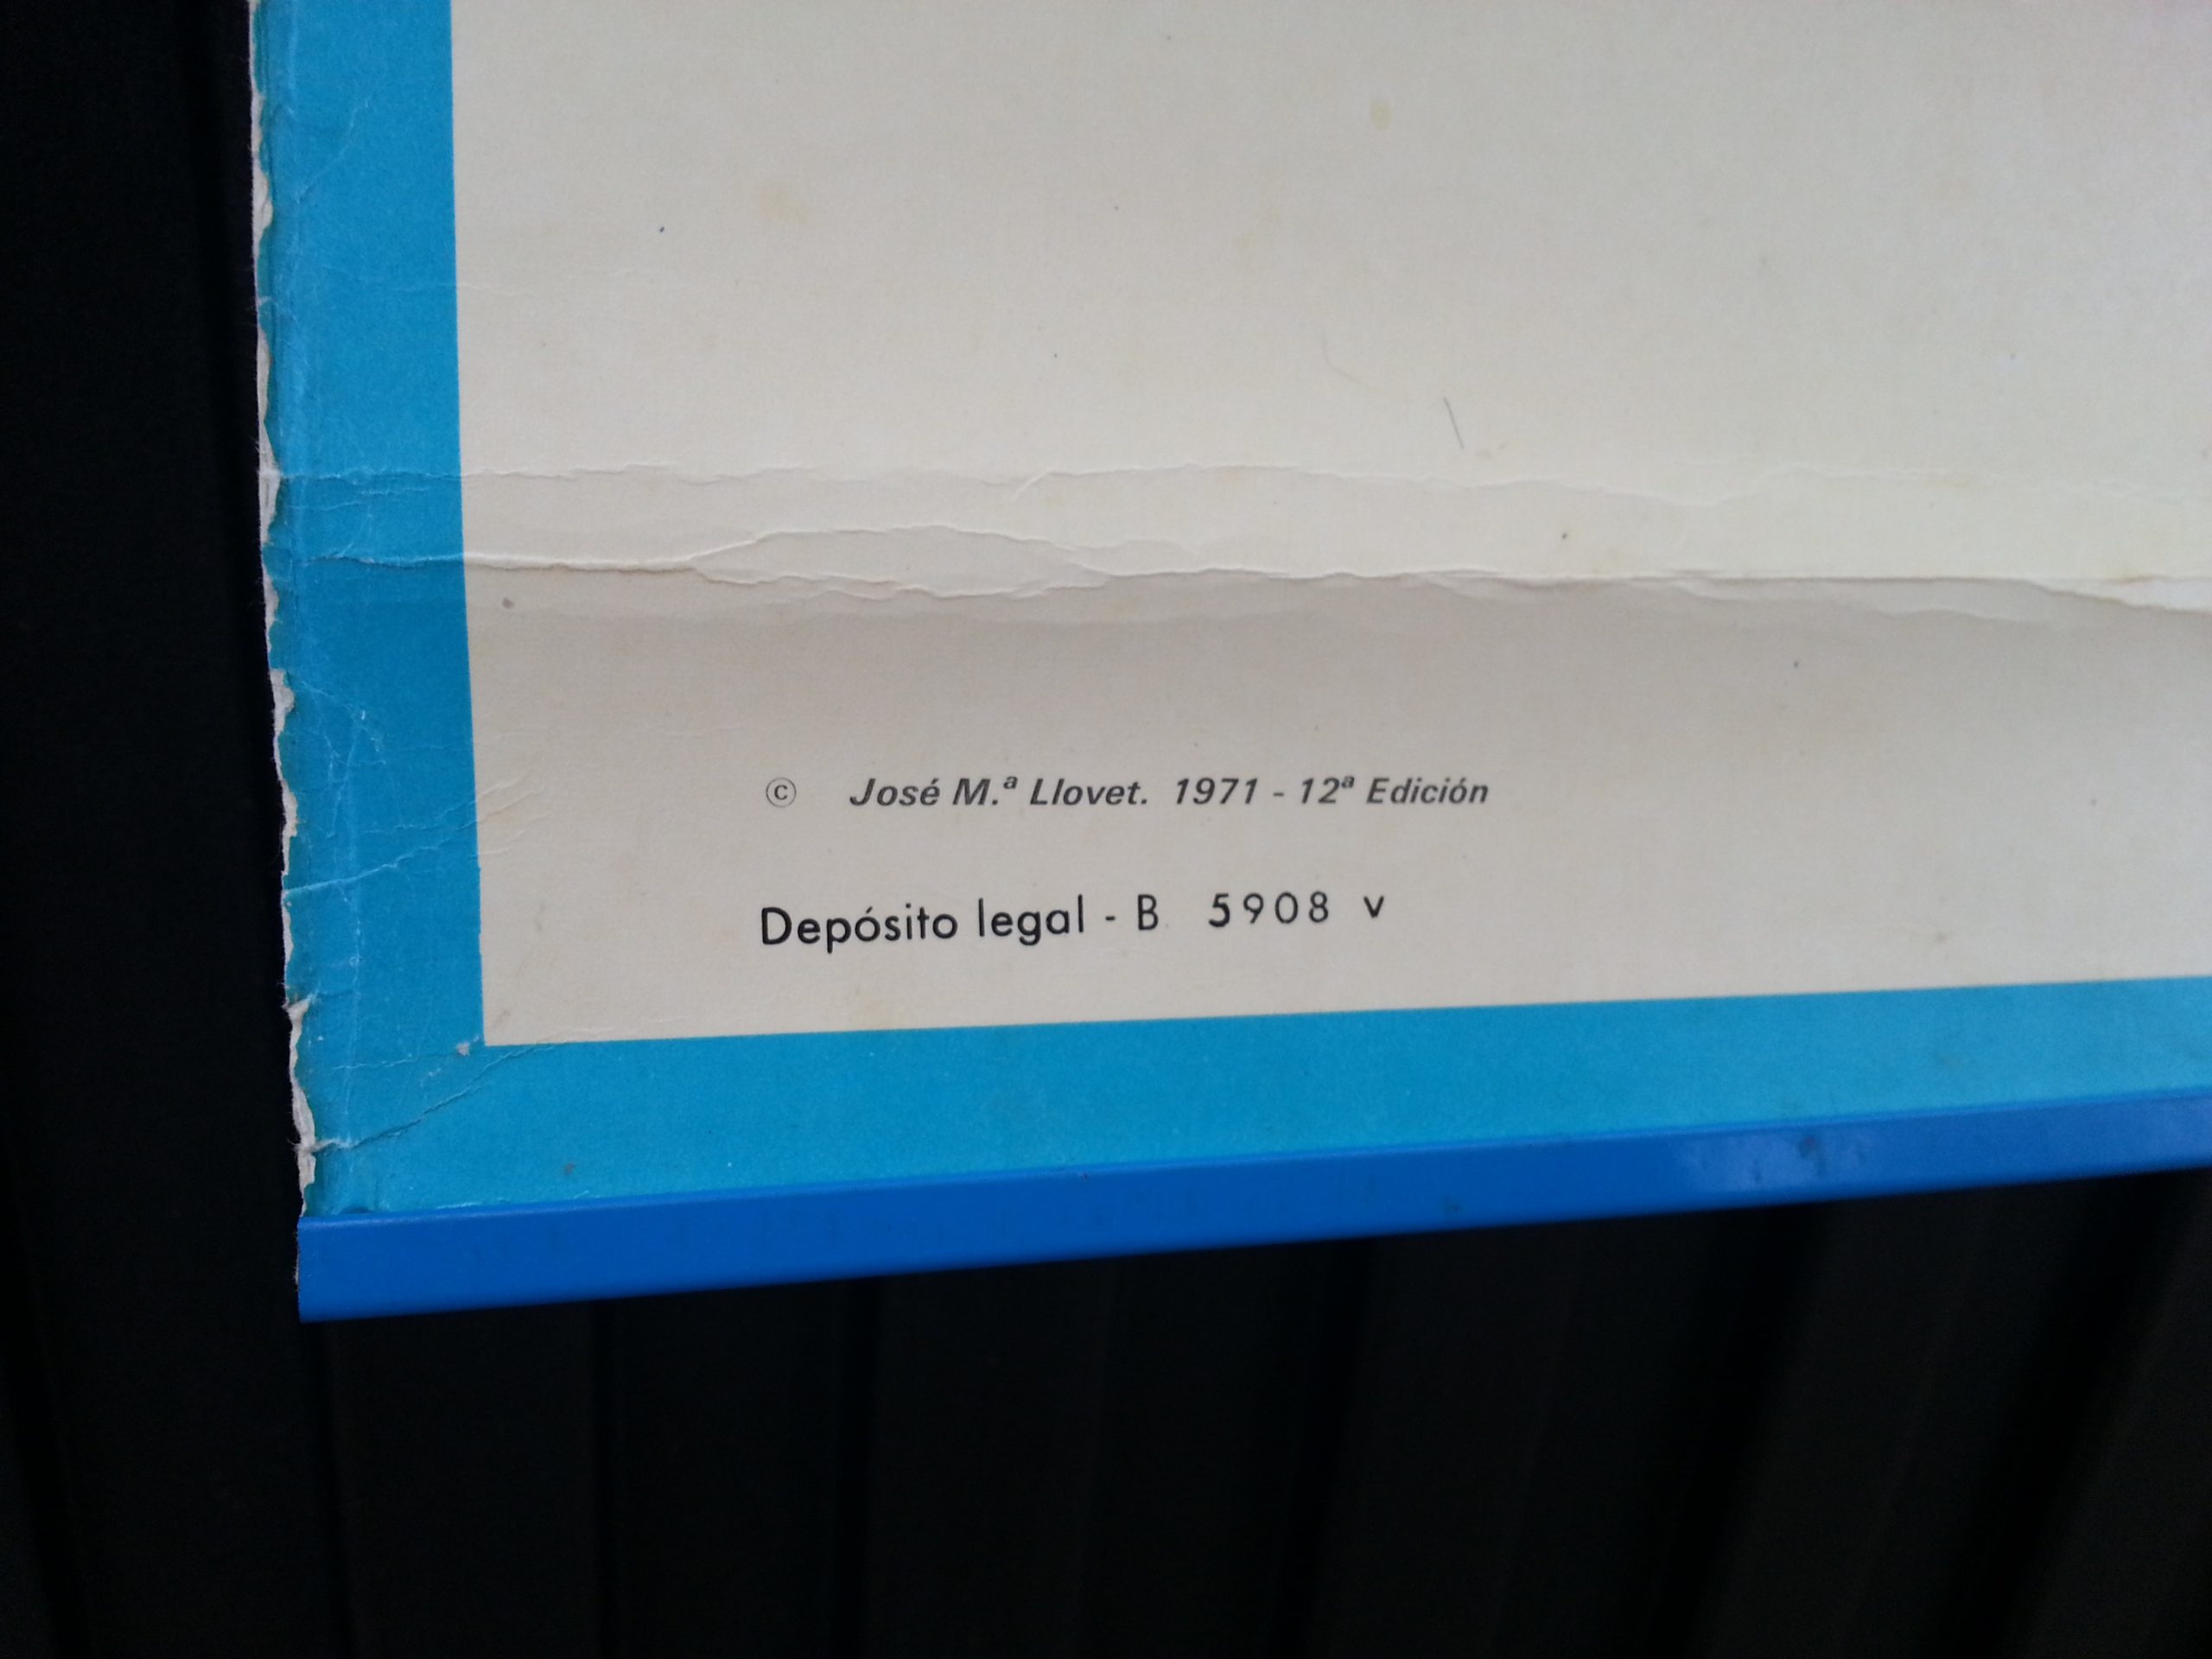 © José M.ª Llovet. 1971 - 12ª Edición
Depósito legal - B. 5908 v